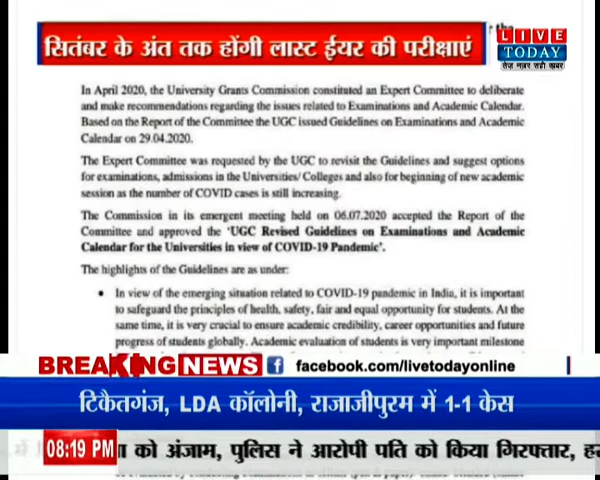 the
सितंबर के अंत तक होंगी लास्ट ईयर की परीक्षाएं
LIVE
TODAY
तेज नज़र सही खबर
In April 2020, the University Grants Commission constituted an Expert Committee to deliberate
and make recommendations regarding the issues related to Examinations and Academic Calendar.
Based on the Report of the Committee the UGC issued Guidelines on Examinations and Academic
Calendar on 29.04.2020.
The Expert Committee was requested by the UGC to revisit the Guidelines and suggest options
for examinations, admissions in the Universities/ Colleges and also for beginning of new academic
session as the number of COVID cases is still increasing.
The Commission in its emergent meeting held on 06.07.2020 accepted the Report of the
Committee and approved the 'UGC Revised Guidelines on Examinations and Academic
Calendar for the Universities in view of COVID-19 Pandemic'.
The highlights of the Guidelines are as under:
• In view of the emerging situation related to COVID-19 pandemic in India, it is important
to safeguard the principles of health, safety, fair and equal opportunity for students. At the
same time, it is very crucial to ensure academic credibility, career opportunities and future
progress of students globally. Academic evaluation of students is very important milestone
BREAKING NEWS f facebook.com/livetodayonline
टिकैतगंज, LDA कॉलोनी, राजाजीपुरम में 1-1 केस
08:19 PM को अंजाम, पुलिस ने आरोपी पति को किया गिरफ्तार,